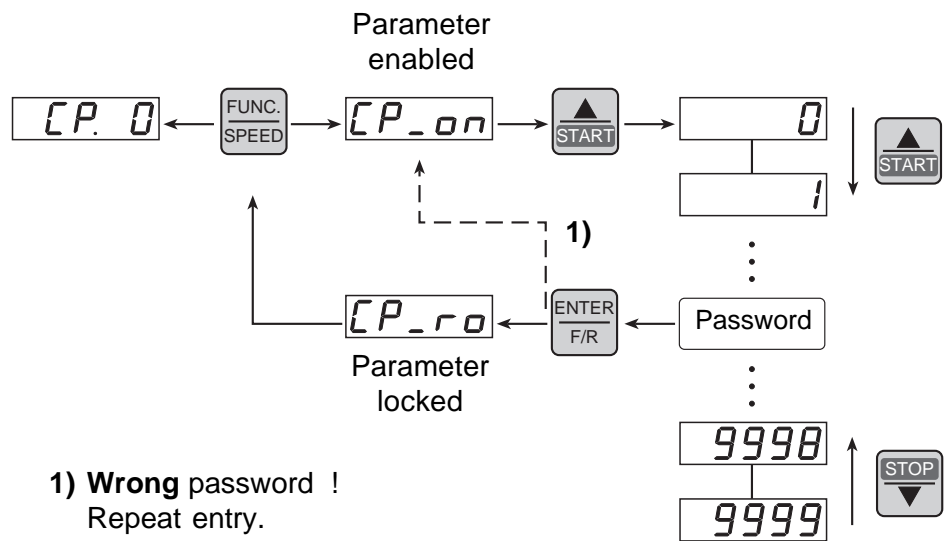 Parameter
enabled
CP. 0
FUNC.
SPEED
CP_on
START
0
START
1
1)
CP_ro
ENTER
F/R
Password
Parameter
locked
9998
STOP
9999
1) Wrong password !
Repeat entry.